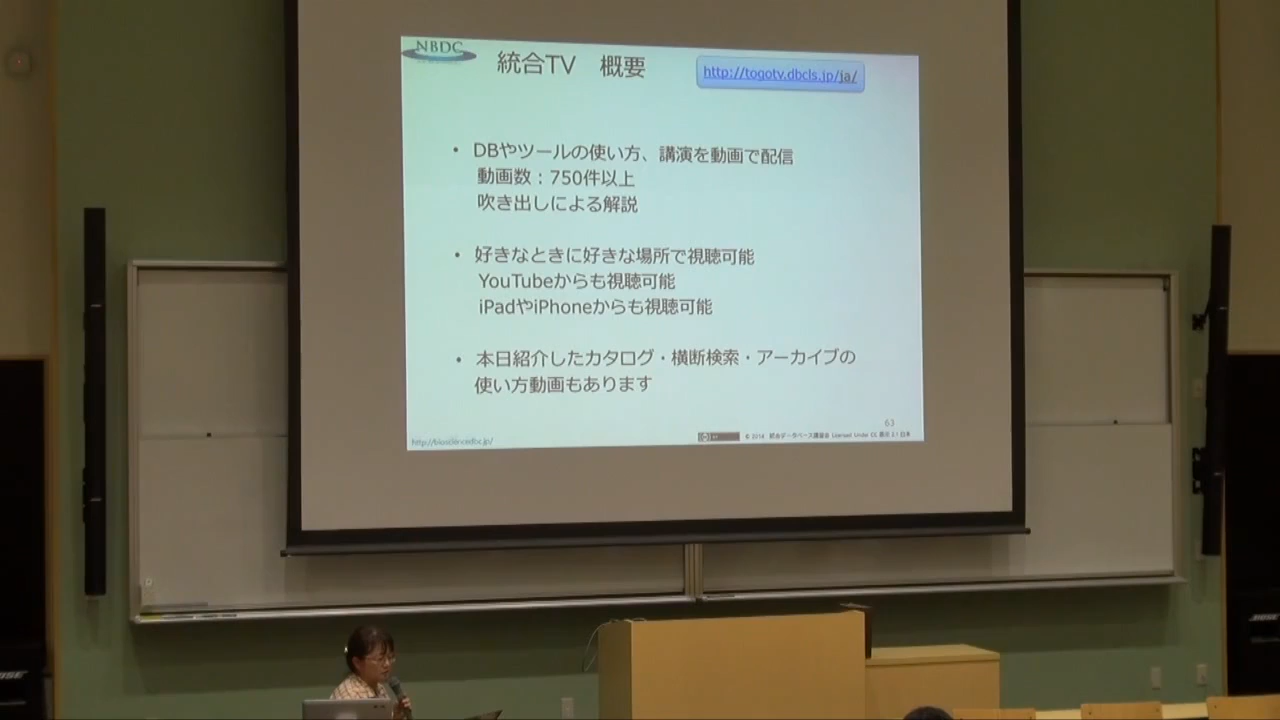 NBDC
統合TV 概要
http://togotv.dbcls.jp/ja/
• DBやツールの使い方、講演を動画で配信
動画数：750件以上
吹き出しによる解説
• 好きなときに好きな場所で視聴可能
YouTubeからも視聴可能
iPadやiPhoneからも視聴可能
• 本日紹介したカタログ・横断検索・アーカイブの
使い方動画もあります
63
http://biosciencedbc.jp/
© 2014 統合データベース講習会 Licensed Under CC 表示 2.1 日本
BOSE